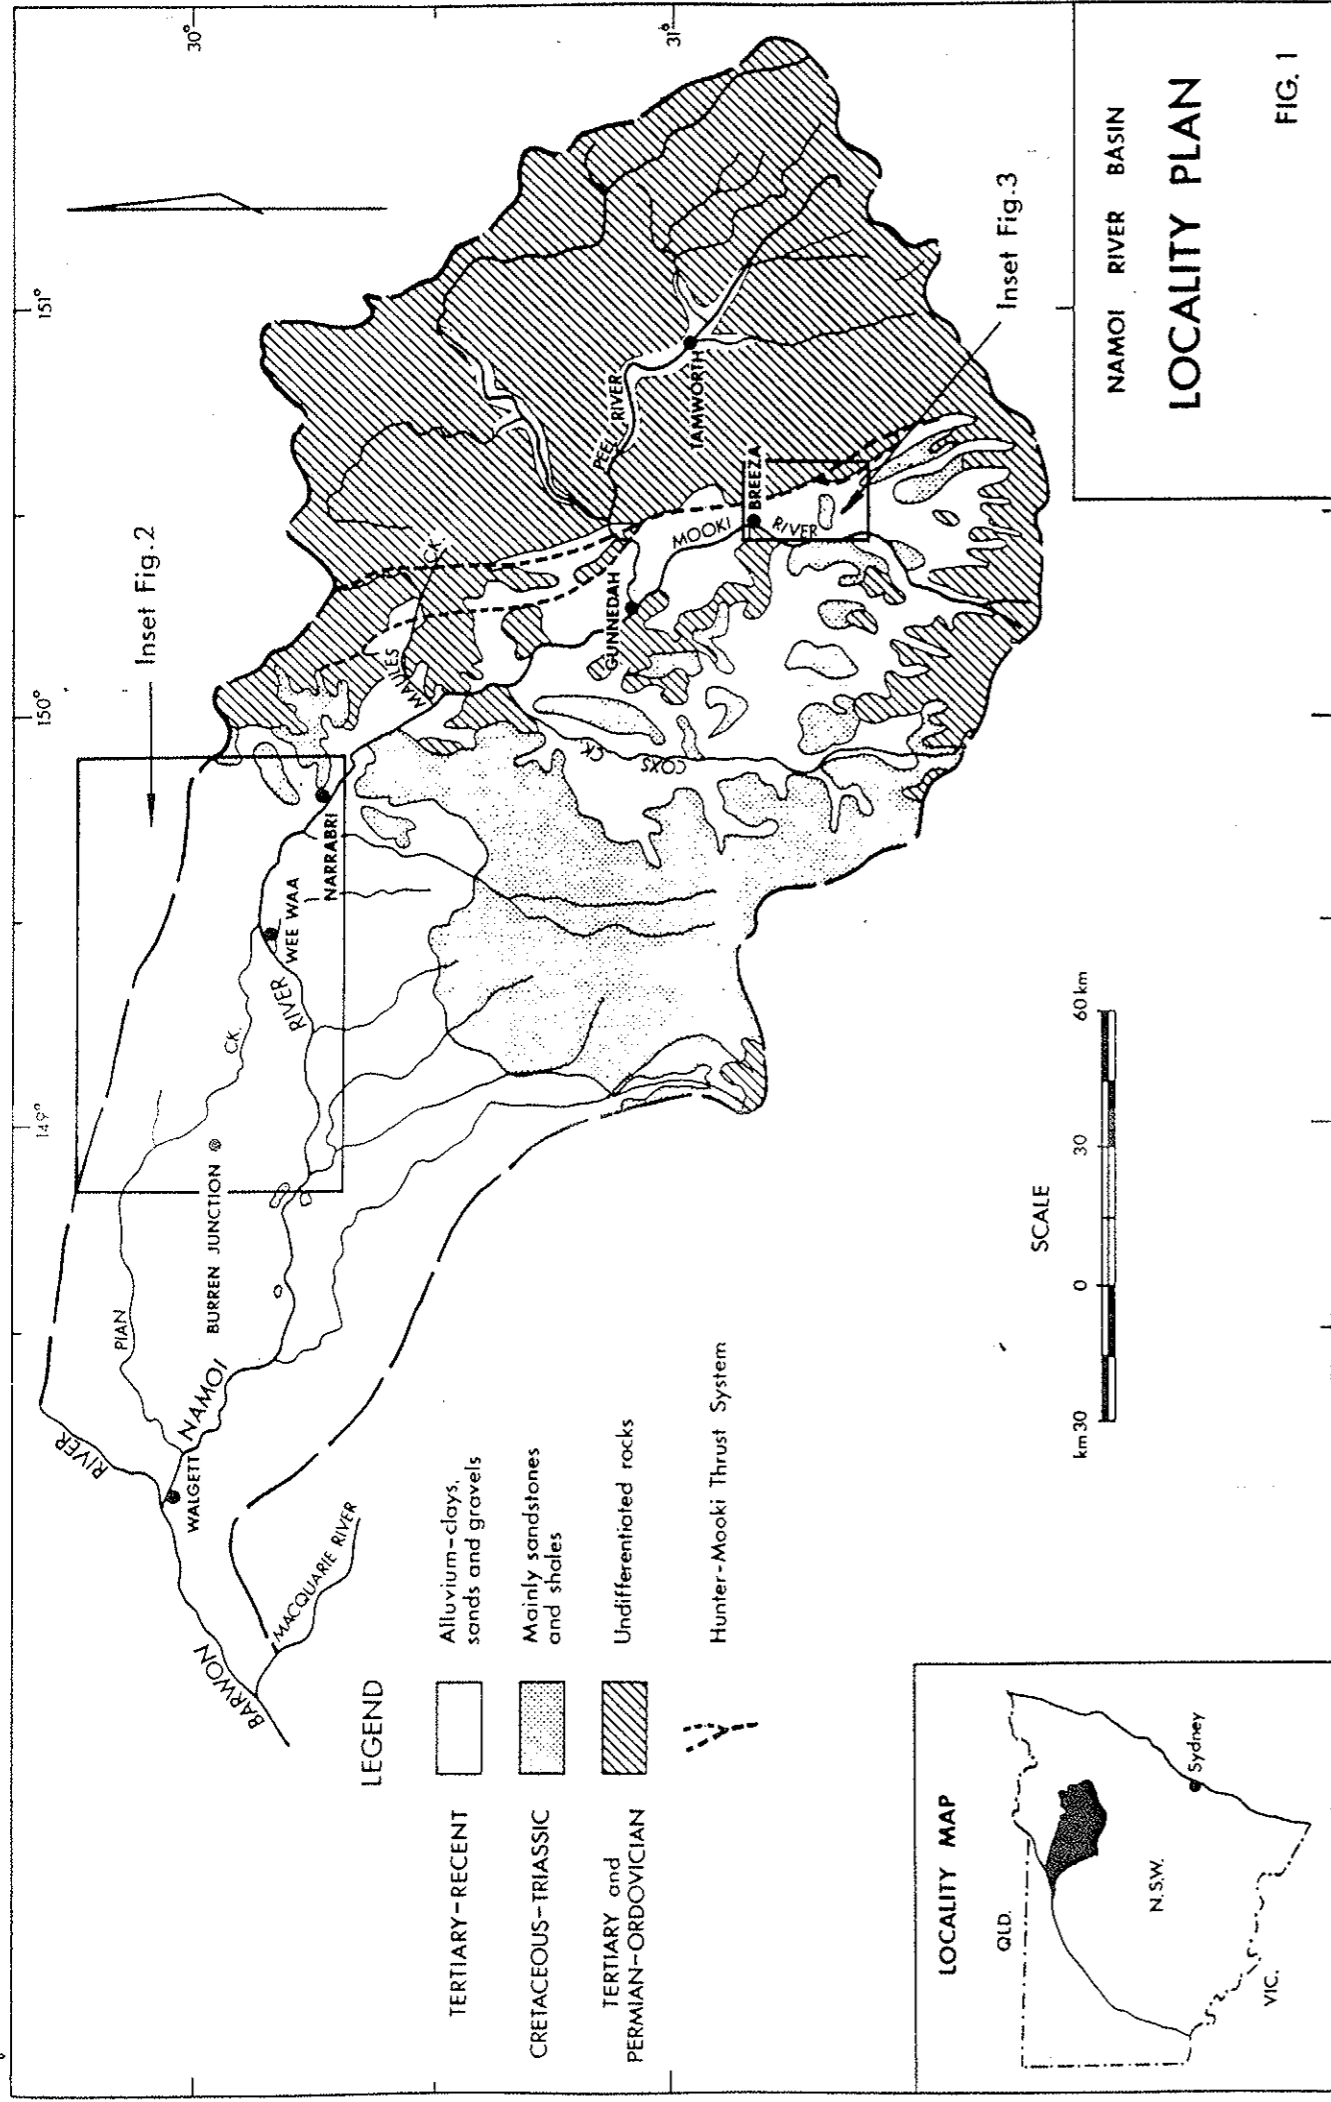 149°
150°
151°
30°
31°
Inset Fig.2
Inset Fig.3
RIVER
BARWON
MACQUARIE RIVER
WALGETT
NAMOI
PIAN
CK.
BURREN JUNCTION
RIVER
WEE WAA
NARRABRI
MAULES
CK.
COXS
CK.
GUNNEDAH
MOOKI
RIVER
BREEZA
PEEL RIVER
TAMWORTH
LEGEND
TERTIARY-RECENT
Alluvium-clays,
sands and gravels
CRETACEOUS-TRIASSIC
Mainly sandstones
and shales
TERTIARY and
PERMIAN-ORDOVICIAN
Undifferentiated rocks
Hunter-Mooki Thrust System
SCALE
km 30
0
30
60 km
LOCALITY MAP
QLD.
N.S.W.
VIC.
Sydney
NAMOI RIVER BASIN
LOCALITY PLAN
FIG. 1